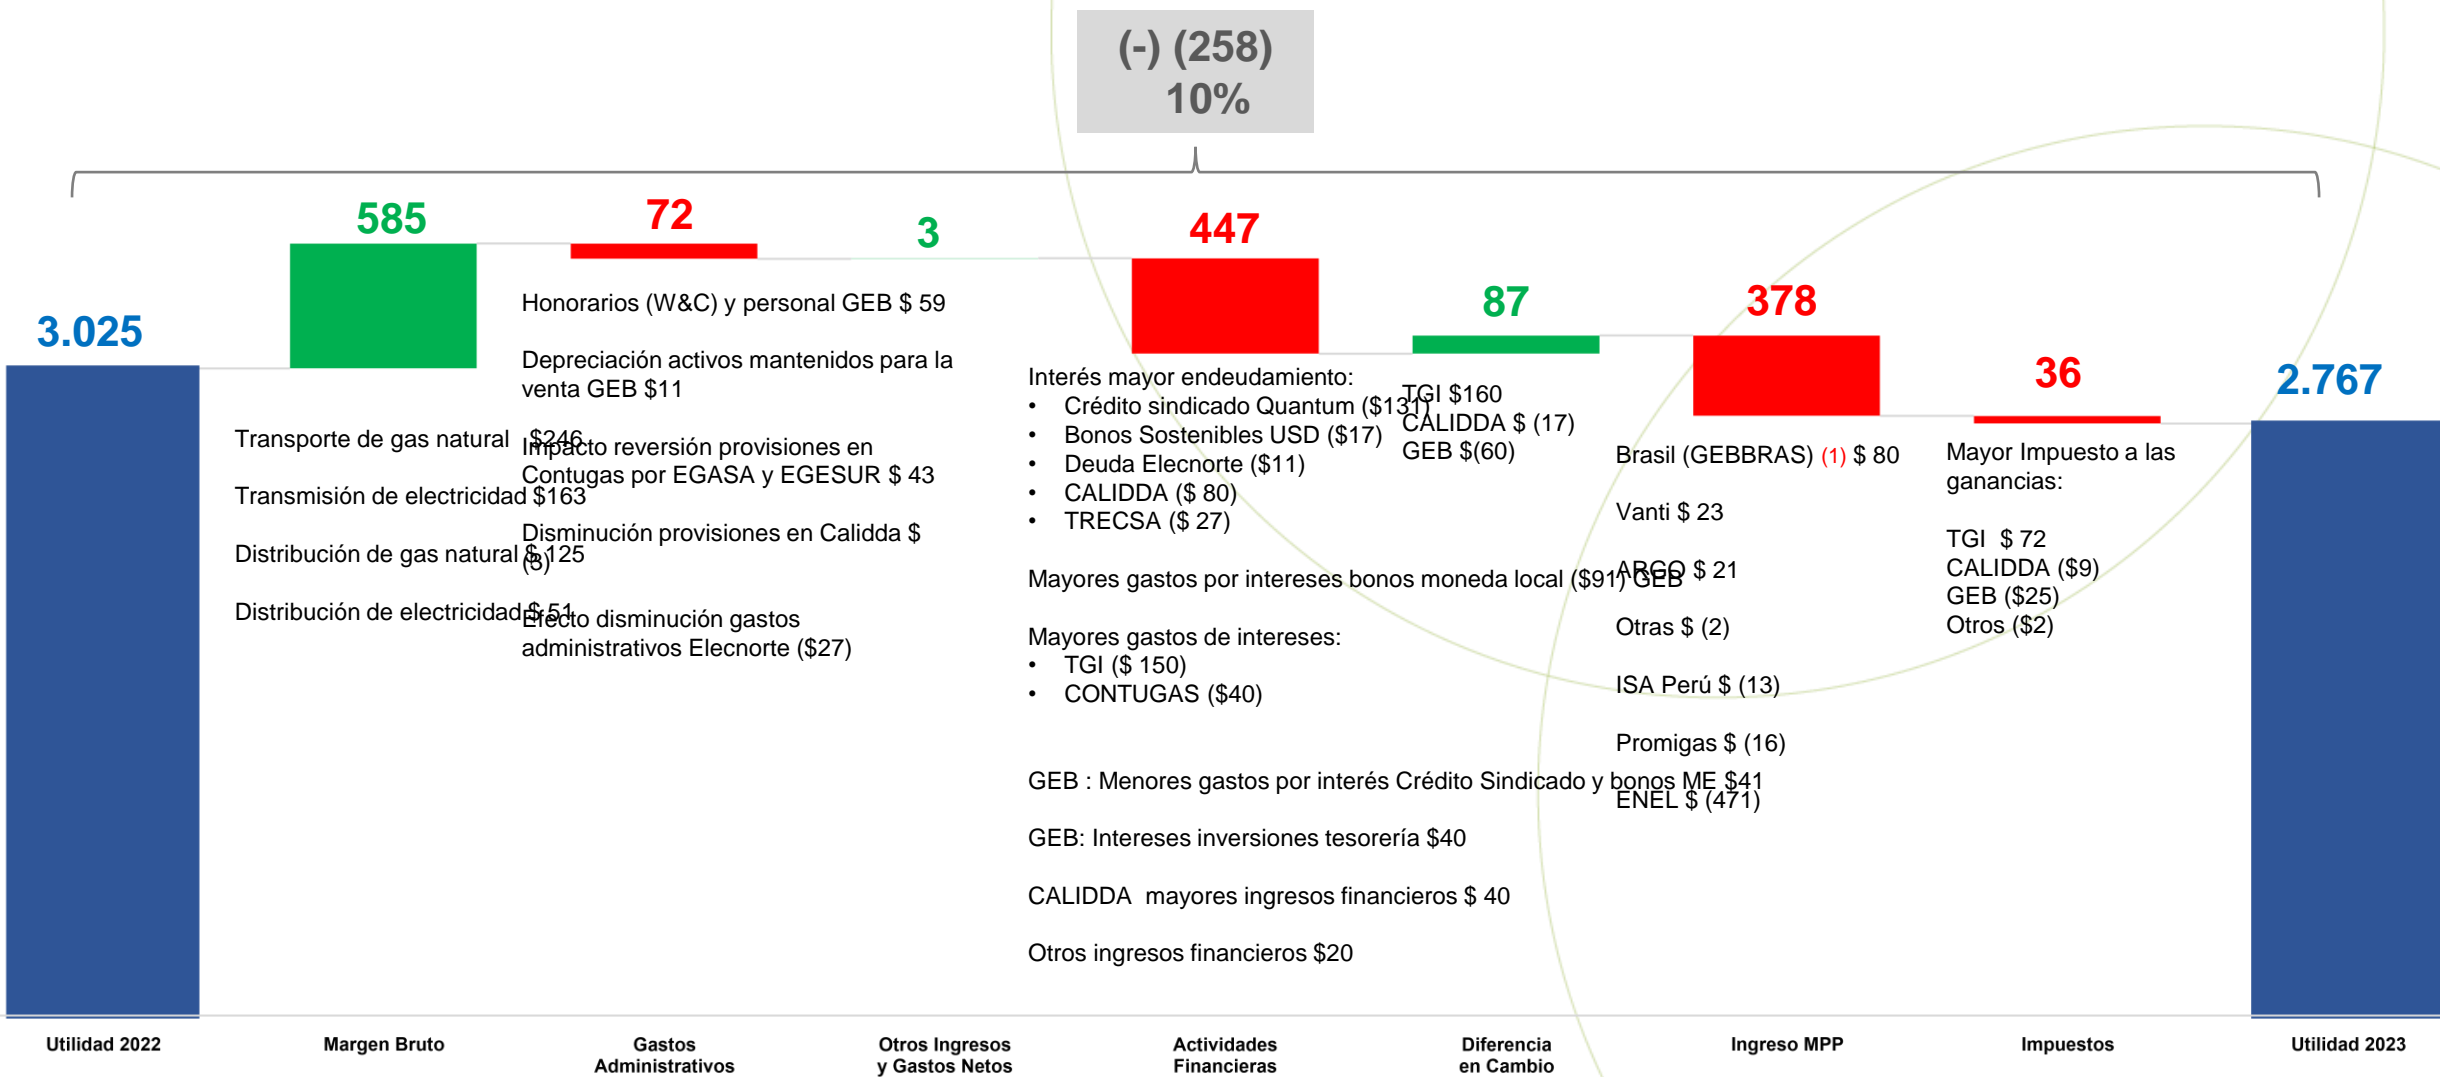 (-) (258)
10%
3.025
585
72
3
447
87
378
36
2.767
Transporte de gas natural $246
Transmisión de electricidad $163
Distribución de gas natural $ 125
Distribución de electricidad $ 51
Honorarios (W&C) y personal GEB $ 59
Depreciación activos mantenidos para la
venta GEB $11
Impacto reversión provisiones en
Contugas por EGASA y EGESUR $ 43
Disminución provisiones en Calidda $
(3)
Efecto disminución gastos
administrativos Elecnorte ($27)
Interés mayor endeudamiento:
• Crédito sindicado Quantum ($131)
• Bonos Sostenibles USD ($17)
• Deuda Elecnorte ($11)
• CALIDDA ($ 80)
• TRECSA ($ 27)
Mayores gastos por intereses bonos moneda local ($91) GEB
Mayores gastos de intereses:
• TGI ($ 150)
• CONTUGAS ($40)
GEB : Menores gastos por interés Crédito Sindicado y bonos ME $41
GEB: Intereses inversiones tesorería $40
CALIDDA mayores ingresos financieros $ 40
Otros ingresos financieros $20
TGI $160
CALIDDA $ (17)
GEB $(60)
Brasil (GEBBRAS) (1) $ 80
Vanti $ 23
ARGO $ 21
Otras $ (2)
ISA Perú $ (13)
Promigas $ (16)
ENEL $ (471)
Mayor Impuesto a las
ganancias:
TGI $ 72
CALIDDA ($9)
GEB ($25)
Otros ($2)
Utilidad 2022
Margen Bruto
Gastos
Administrativos
Otros Ingresos
y Gastos Netos
Actividades
Financieras
Diferencia
en Cambio
Ingreso MPP
Impuestos
Utilidad 2023